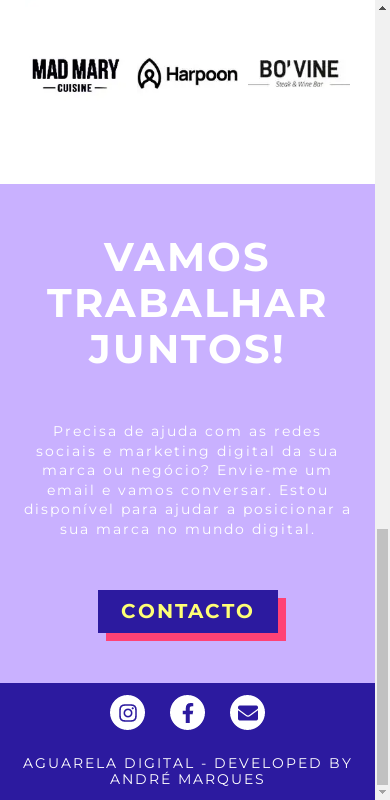 MAD MARY
CUISINE
Harpoon
BO'VINE
Steak & Wine Bar
VAMOS
TRABALHAR
JUNTOS!
Precisa de ajuda com as redes
sociais e marketing digital da sua
marca ou negócio? Envie-me um
email e vamos conversar. Estou
disponível para ajudar a posicionar a
sua marca no mundo digital.
CONTACTO
AGUARELA DIGITAL - DEVELOPED BY
ANDRÉ MARQUES